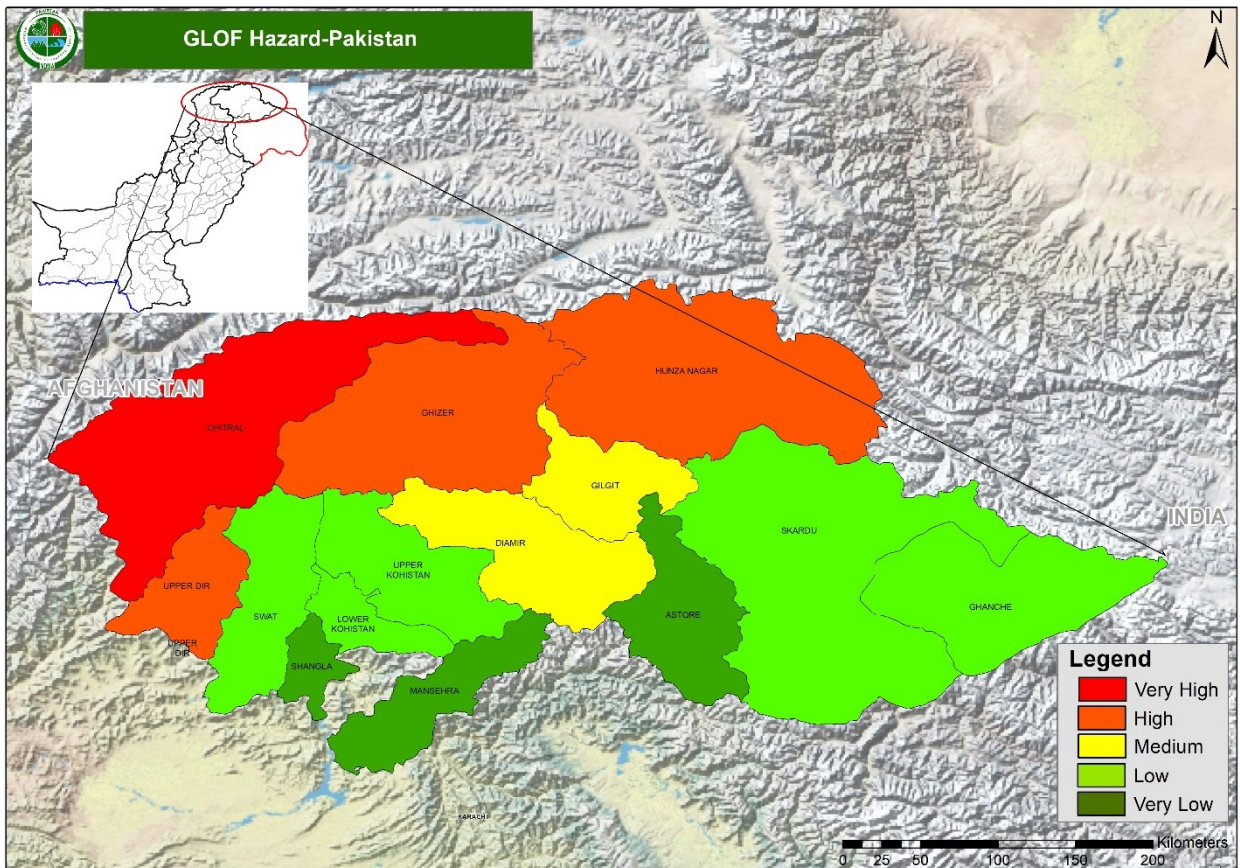 GLOF Hazard-Pakistan
N
AFGHANISTAN
CHITRAL
GHIZER
HUNZA NAGAR
GILGIT
INDIA
SKARDU
DIAMIR
UPPER
KOHISTAN
UPPER DIR
SWAT
LOWER
KOHISTAN
ASTORE
GHANCHE
UPPER
DIR
SHANGLA
MANSEHRA
KARACHI
Legend
Very High
High
Medium
Low
Very Low
Kilometers
0 25 50 100 150 200